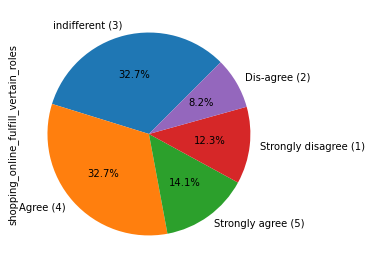 indifferent (3)
32.7%
Dis-agree (2)
8.2%
12.3%
Strongly disagree (1)
shopping_online_fulfill_vertain_roles
32.7%
14.1%
Agree (4)
Strongly agree (5)